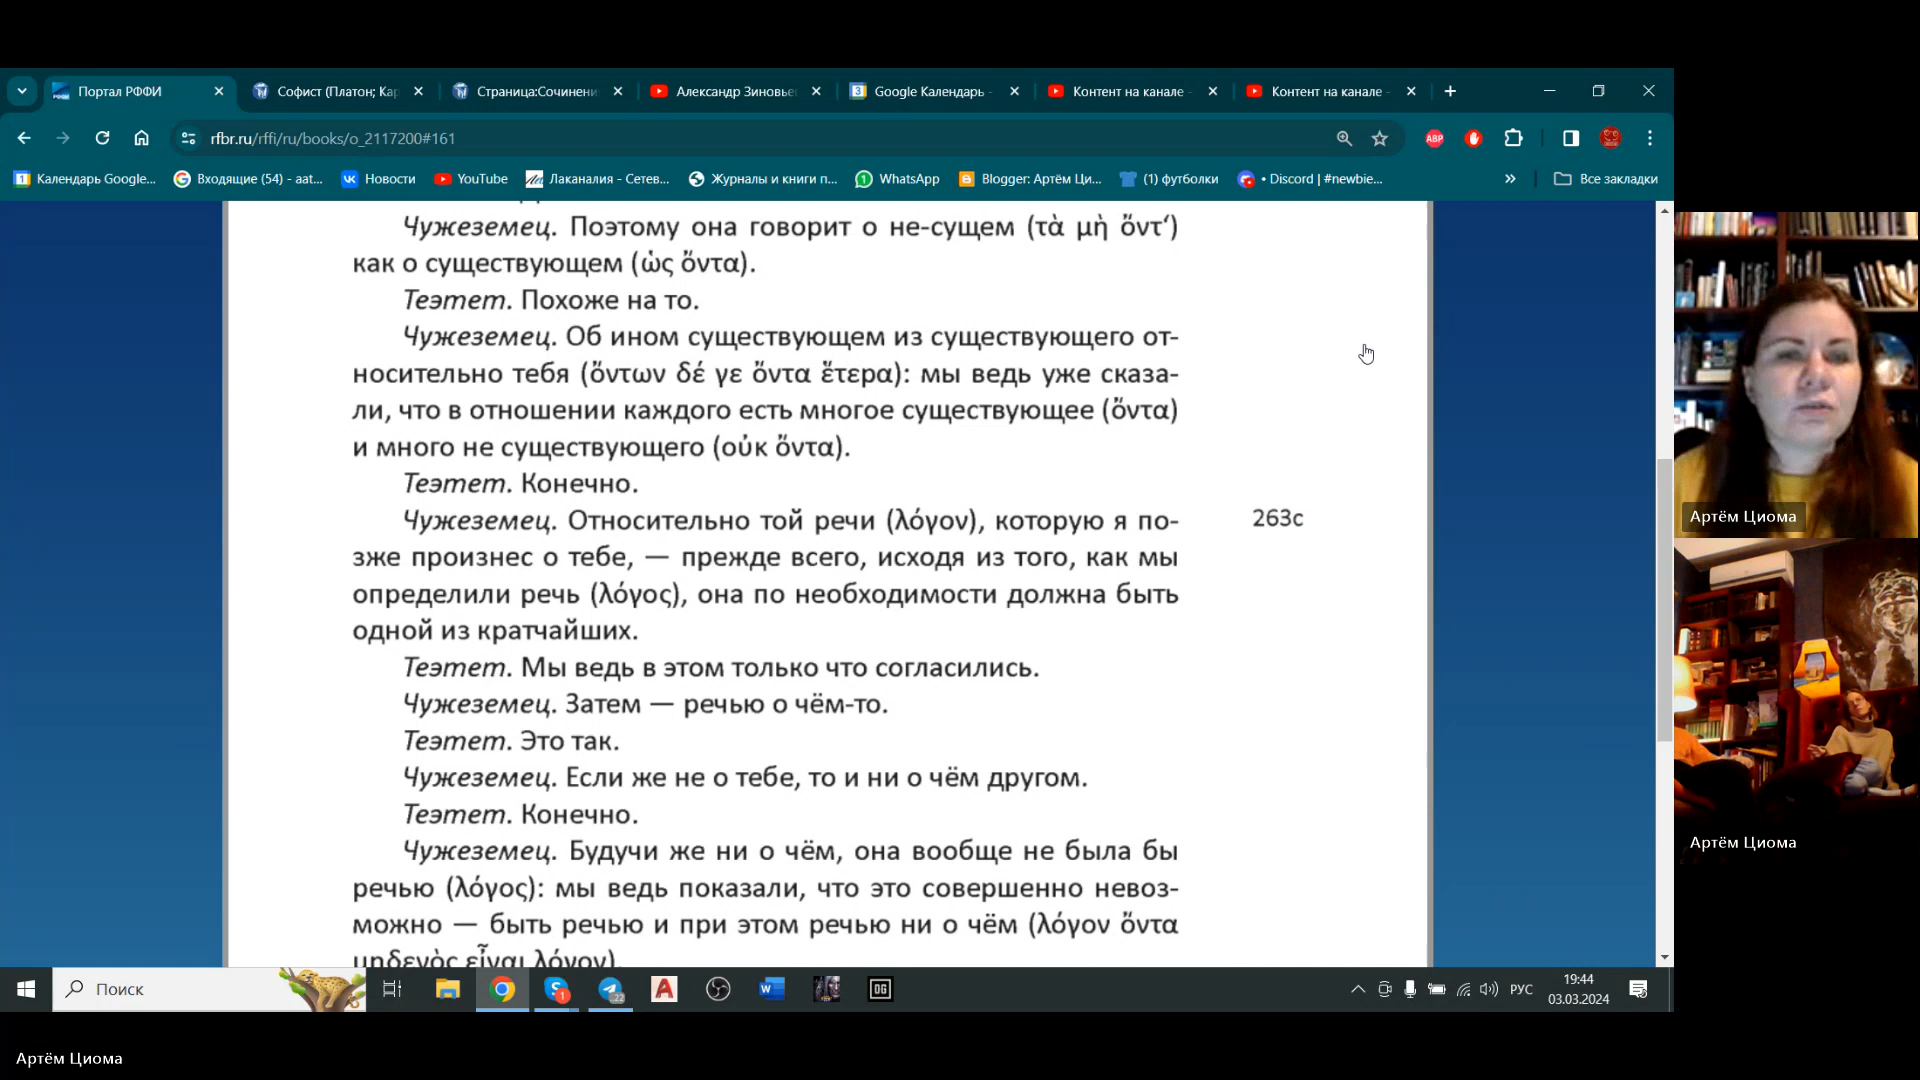 Портал РФФИ
Софист (Платон; Кар
Страница:Сочинени
Александр Зиновье
Google Календарь -
Контент на канале -
Контент на канале -
rfbr.ru/rffi/ru/books/o_2117200#161
ABP
Календарь Google...
Входящие (54) - aat...
Новости
YouTube
Лаканалия - Сетев...
Журналы и книги п...
WhatsApp
Blogger: Артём Ци...
(1) футболки
• Discord | #newbie...
»
Все закладки
Чужеземец. Поэтому она говорит о не-сущем (τὰ μὴ ὄντ‘)
как о существующем (ὡς ὄντα).
Теэтет. Похоже на то.
Чужеземец. Об ином существующем из существующего от-
носительно тебя (ὄντων δέ γε ὄντα ἕτερα): мы ведь уже сказа-
ли, что в отношении каждого есть многое существующее (ὄντα)
и много не существующего (οὐκ ὄντα).
Теэтет. Конечно.
Чужеземец. Относительно той речи (λόγον), которую я по-
263c
зже произнес о тебе, — прежде всего, исходя из того, как мы
определили речь (λόγος), она по необходимости должна быть
одной из кратчайших.
Теэтет. Мы ведь в этом только что согласились.
Чужеземец. Затем — речью о чём-то.
Теэтет. Это так.
Чужеземец. Если же не о тебе, то и ни о чём другом.
Теэтет. Конечно.
Чужеземец. Будучи же ни о чём, она вообще не была бы
речью (λόγος): мы ведь показали, что это совершенно невоз-
можно — быть речью и при этом речью ни о чём (λόγον ὄντα
μηδενὸς εἶναι λόγον).
Артём Циома
Артём Циома
Поиск
РУС
19:44
03.03.2024
Артём Циома